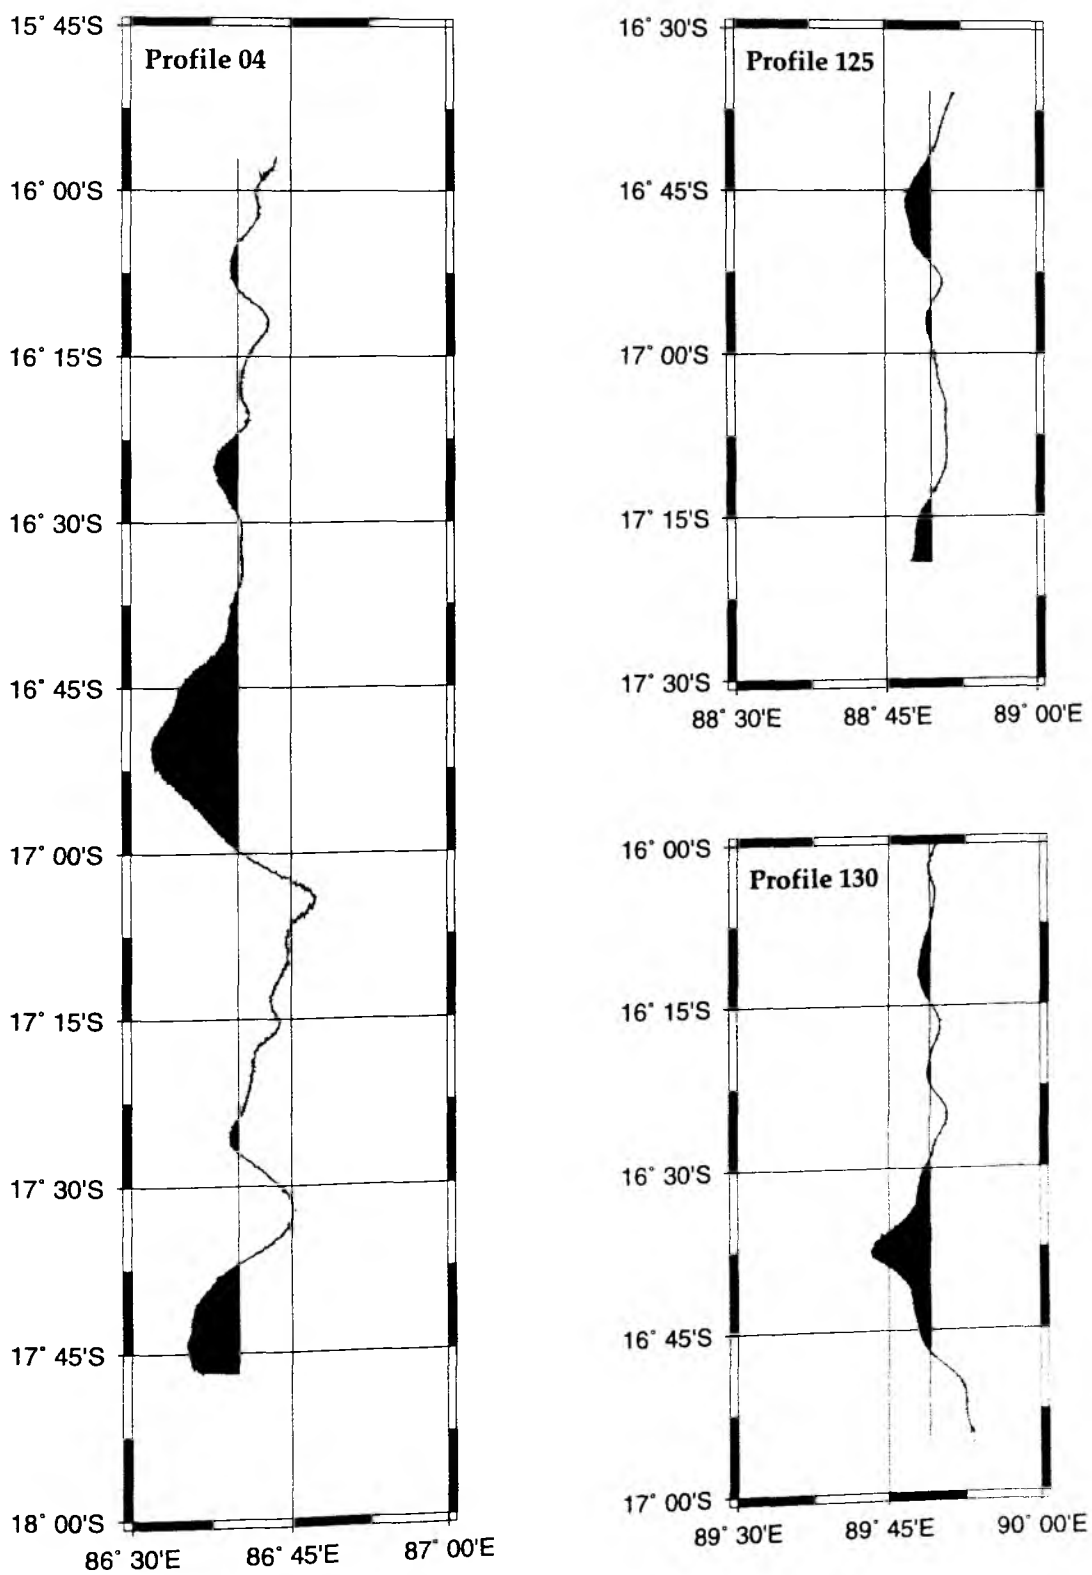 Profile 04
15° 45'S
16° 00'S
16° 15'S
16° 30'S
16° 45'S
17° 00'S
17° 15'S
17° 30'S
17° 45'S
18° 00'S
86° 30'E 86° 45'E 87° 00'E
Profile 125
16° 30'S
16° 45'S
17° 00'S
17° 15'S
17° 30'S
88° 30'E 88° 45'E 89° 00'E
Profile 130
16° 00'S
16° 15'S
16° 30'S
16° 45'S
17° 00'S
89° 30'E 89° 45'E 90° 00'E